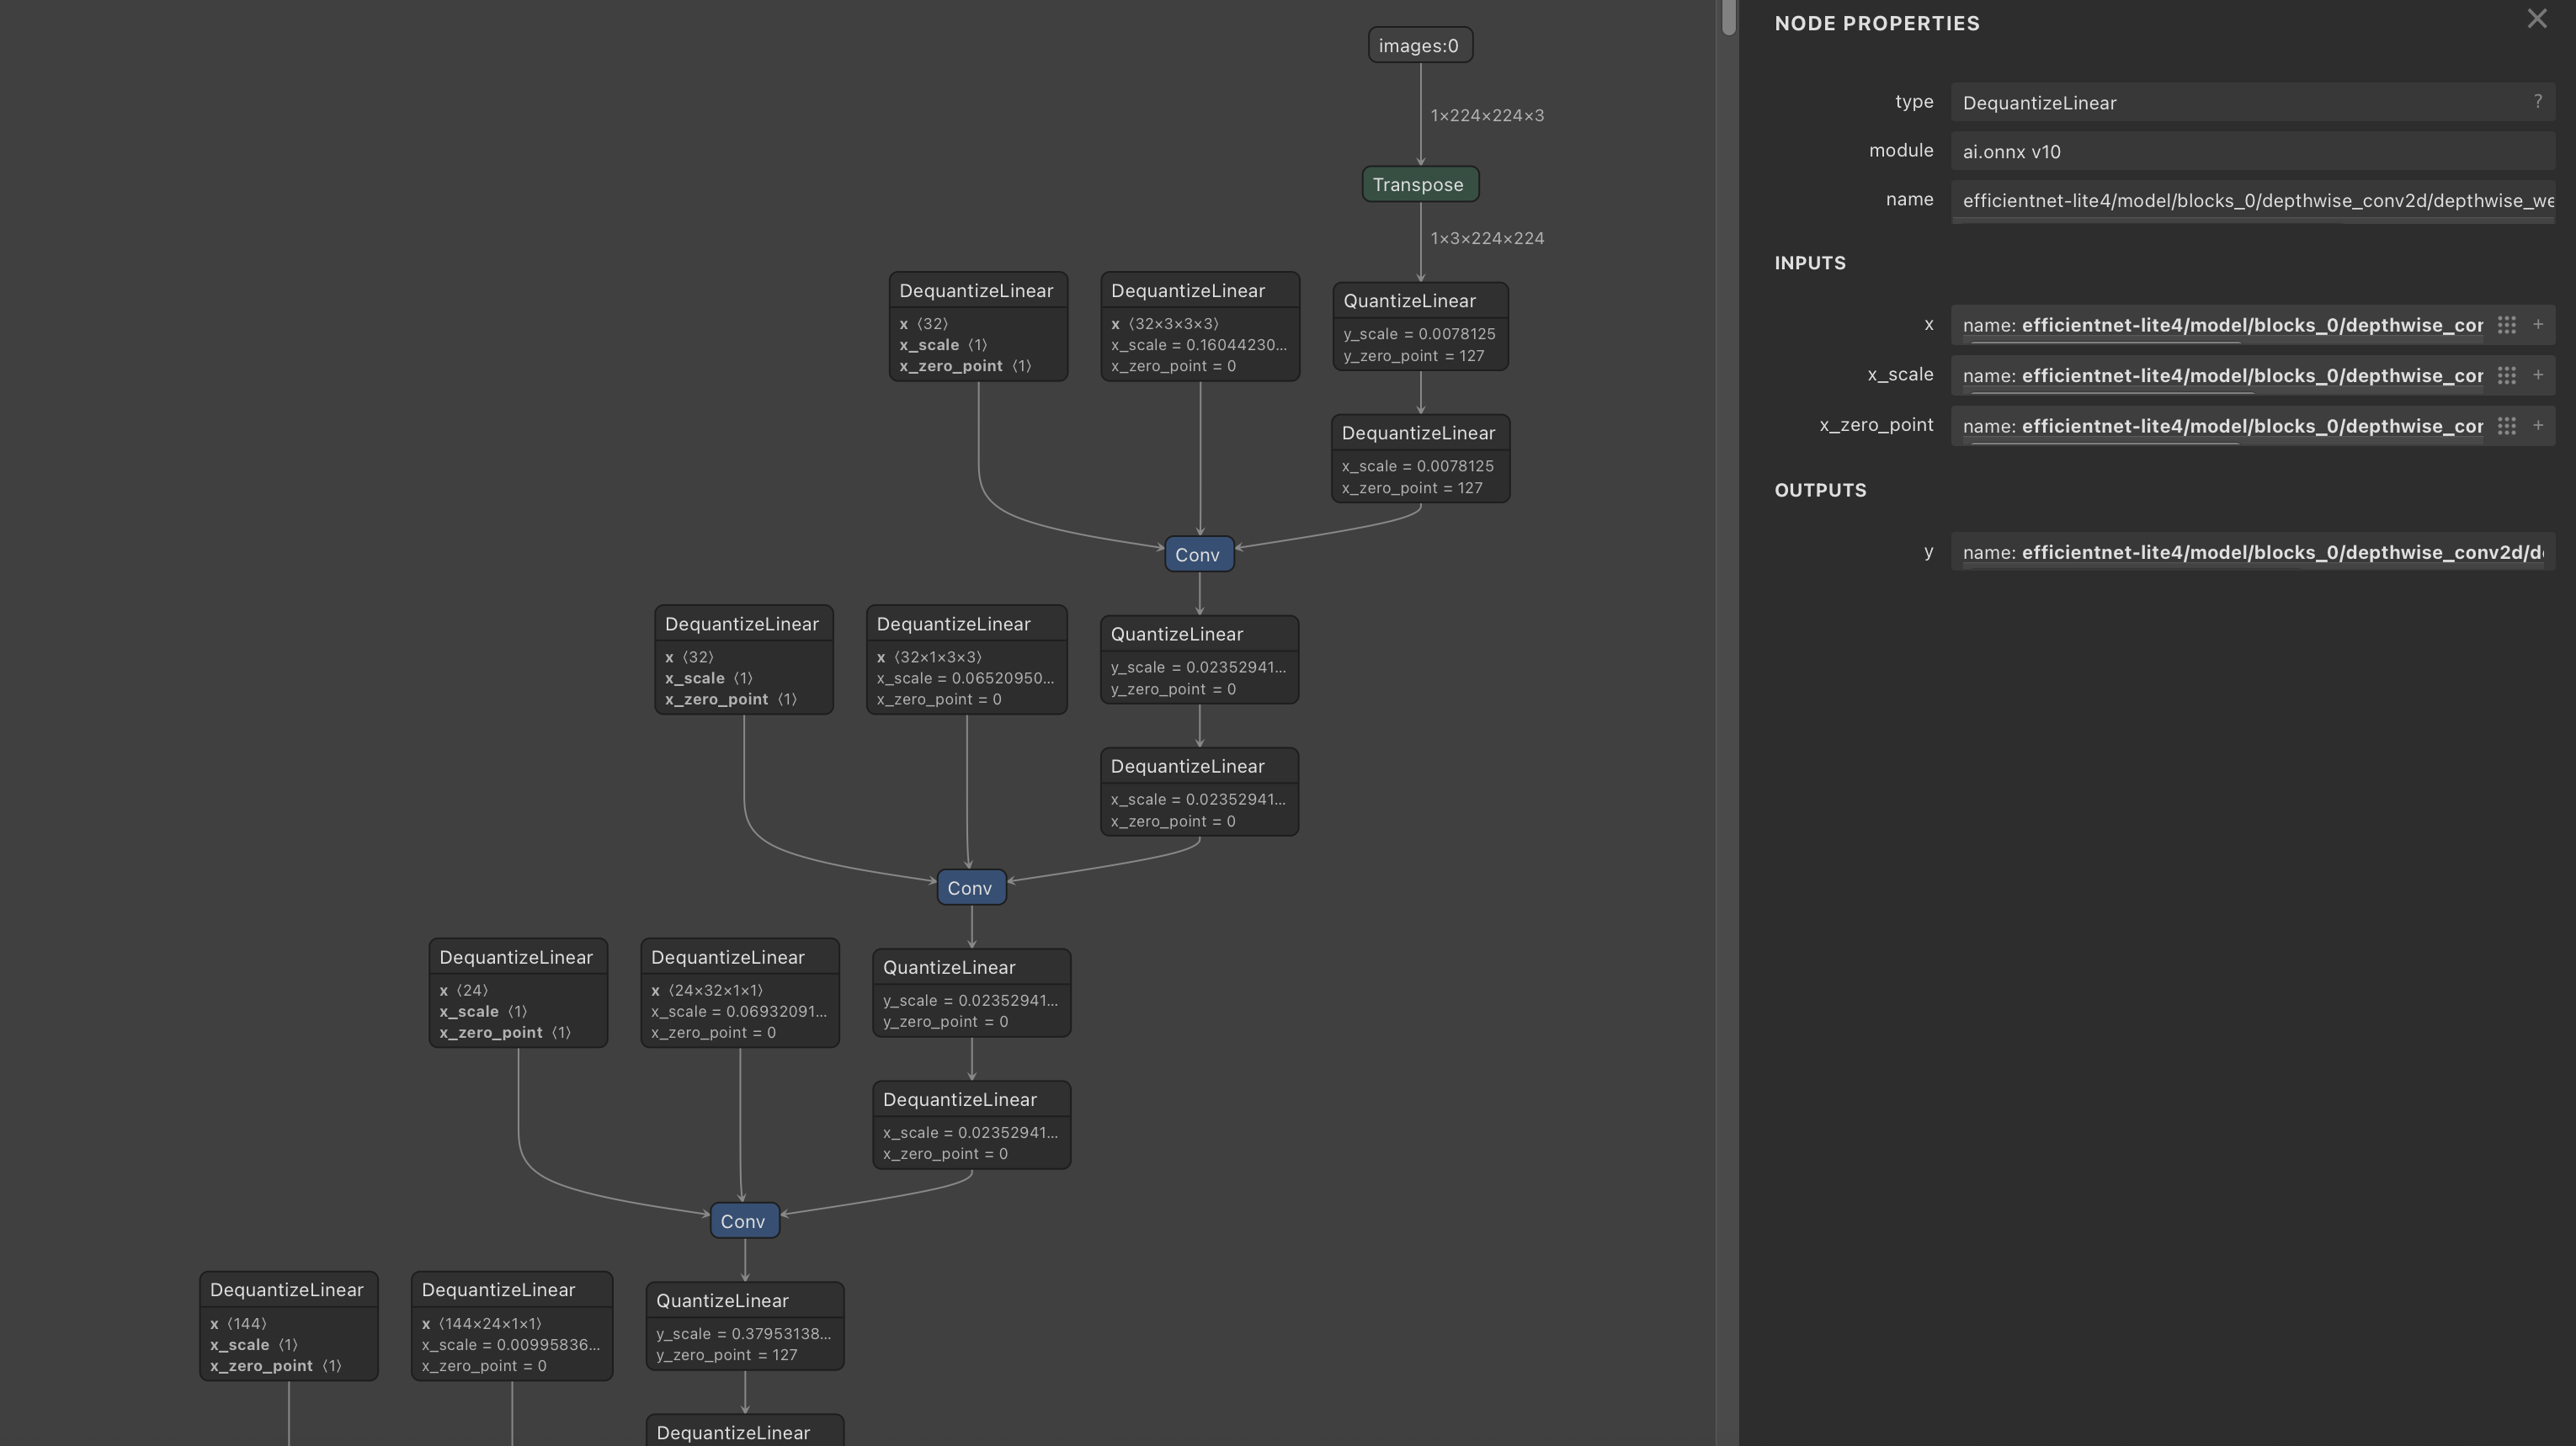 images:0
1×224×224×3
Transpose
1×3×224×224
DequantizeLinear
x ⟨32⟩
x_scale ⟨1⟩
x_zero_point ⟨1⟩
DequantizeLinear
x ⟨32×3×3×3⟩
x_scale = 0.16044230...
x_zero_point = 0
QuantizeLinear
y_scale = 0.0078125
y_zero_point = 127
DequantizeLinear
x_scale = 0.0078125
x_zero_point = 127
Conv
DequantizeLinear
x ⟨32⟩
x_scale ⟨1⟩
x_zero_point ⟨1⟩
DequantizeLinear
x ⟨32×1×3×3⟩
x_scale = 0.06520950...
x_zero_point = 0
QuantizeLinear
y_scale = 0.02352941...
y_zero_point = 0
DequantizeLinear
x_scale = 0.02352941...
x_zero_point = 0
Conv
DequantizeLinear
x ⟨24⟩
x_scale ⟨1⟩
x_zero_point ⟨1⟩
DequantizeLinear
x ⟨24×32×1×1⟩
x_scale = 0.06932091...
x_zero_point = 0
QuantizeLinear
y_scale = 0.02352941...
y_zero_point = 0
DequantizeLinear
x_scale = 0.02352941...
x_zero_point = 0
Conv
DequantizeLinear
x ⟨144⟩
x_scale ⟨1⟩
x_zero_point ⟨1⟩
DequantizeLinear
x ⟨144×24×1×1⟩
x_scale = 0.00995836...
x_zero_point = 0
QuantizeLinear
y_scale = 0.37953138...
y_zero_point = 127
DequantizeLinear
NODE PROPERTIES
type DequantizeLinear ?
module ai.onnx v10
name efficientnet-lite4/model/blocks_0/depthwise_conv2d/depthwise_we
INPUTS
x name: efficientnet-lite4/model/blocks_0/depthwise_cor +
x_scale name: efficientnet-lite4/model/blocks_0/depthwise_cor +
x_zero_point name: efficientnet-lite4/model/blocks_0/depthwise_cor +
OUTPUTS
y name: efficientnet-lite4/model/blocks_0/depthwise_conv2d/d